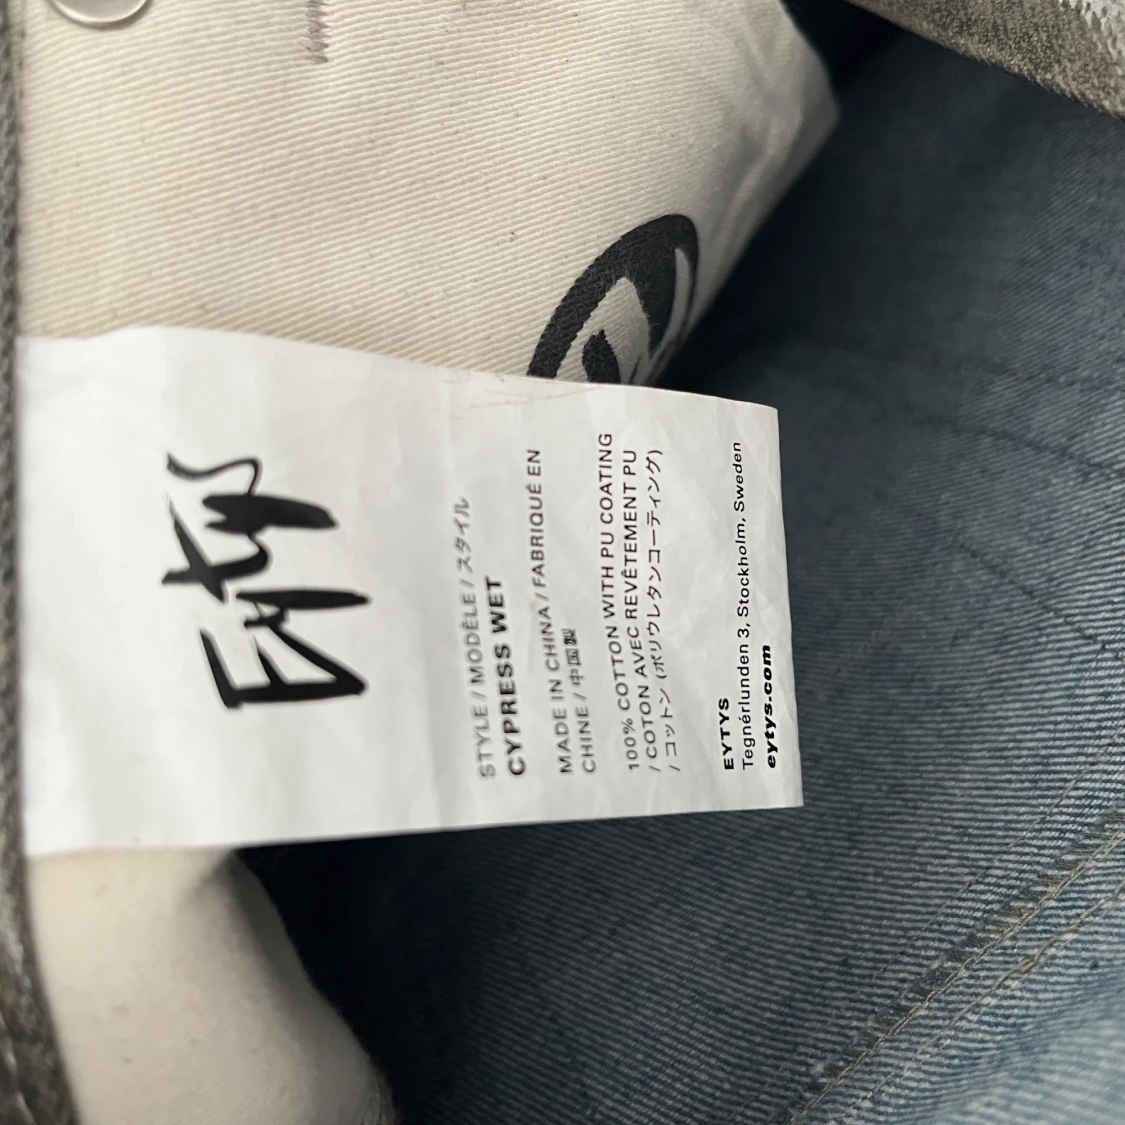 Eytys
STYLE / MODÈLE / スタイル
CYPRESS WET
MADE IN CHINA / FABRIQUÉ EN
CHINE / 中国製
100% COTTON WITH PU COATING
/ COTON AVEC REVÊTEMENT PU
/ コットン (ポリウレタンコーティング)
EYTYS
Tegnérlunden 3, Stockholm, Sweden
eytys.com